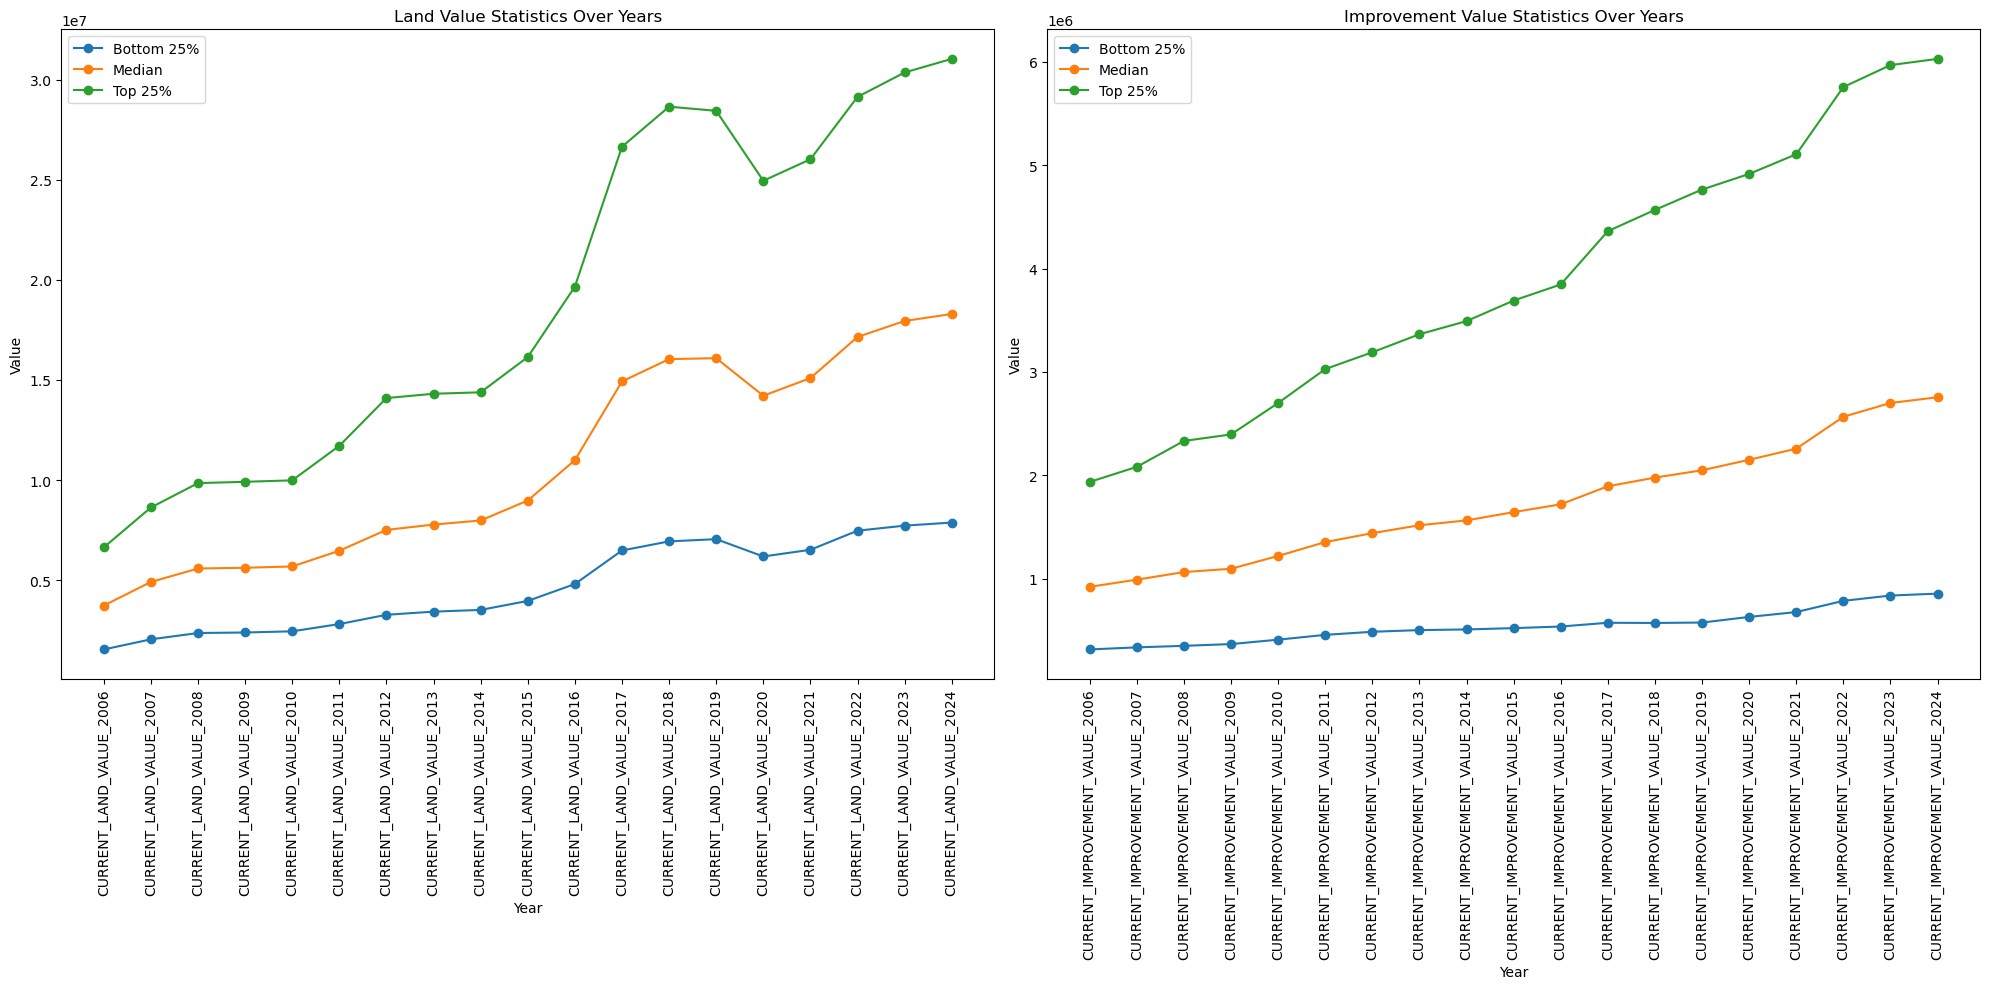 Land Value Statistics Over Years
1e7
Bottom 25%
Median
Top 25%
Value
3.0
2.5
2.0
1.5
1.0
0.5
CURRENT_LAND_VALUE_2006
CURRENT_LAND_VALUE_2007
CURRENT_LAND_VALUE_2008
CURRENT_LAND_VALUE_2009
CURRENT_LAND_VALUE_2010
CURRENT_LAND_VALUE_2011
CURRENT_LAND_VALUE_2012
CURRENT_LAND_VALUE_2013
CURRENT_LAND_VALUE_2014
CURRENT_LAND_VALUE_2015
CURRENT_LAND_VALUE_2016
CURRENT_LAND_VALUE_2017
CURRENT_LAND_VALUE_2018
CURRENT_LAND_VALUE_2019
CURRENT_LAND_VALUE_2020
CURRENT_LAND_VALUE_2021
CURRENT_LAND_VALUE_2022
CURRENT_LAND_VALUE_2023
CURRENT_LAND_VALUE_2024
Year
Improvement Value Statistics Over Years
1e6
Bottom 25%
Median
Top 25%
Value
6
5
4
3
2
1
CURRENT_IMPROVEMENT_VALUE_2006
CURRENT_IMPROVEMENT_VALUE_2007
CURRENT_IMPROVEMENT_VALUE_2008
CURRENT_IMPROVEMENT_VALUE_2009
CURRENT_IMPROVEMENT_VALUE_2010
CURRENT_IMPROVEMENT_VALUE_2011
CURRENT_IMPROVEMENT_VALUE_2012
CURRENT_IMPROVEMENT_VALUE_2013
CURRENT_IMPROVEMENT_VALUE_2014
CURRENT_IMPROVEMENT_VALUE_2015
CURRENT_IMPROVEMENT_VALUE_2016
CURRENT_IMPROVEMENT_VALUE_2017
CURRENT_IMPROVEMENT_VALUE_2018
CURRENT_IMPROVEMENT_VALUE_2019
CURRENT_IMPROVEMENT_VALUE_2020
CURRENT_IMPROVEMENT_VALUE_2021
CURRENT_IMPROVEMENT_VALUE_2022
CURRENT_IMPROVEMENT_VALUE_2023
CURRENT_IMPROVEMENT_VALUE_2024
Year